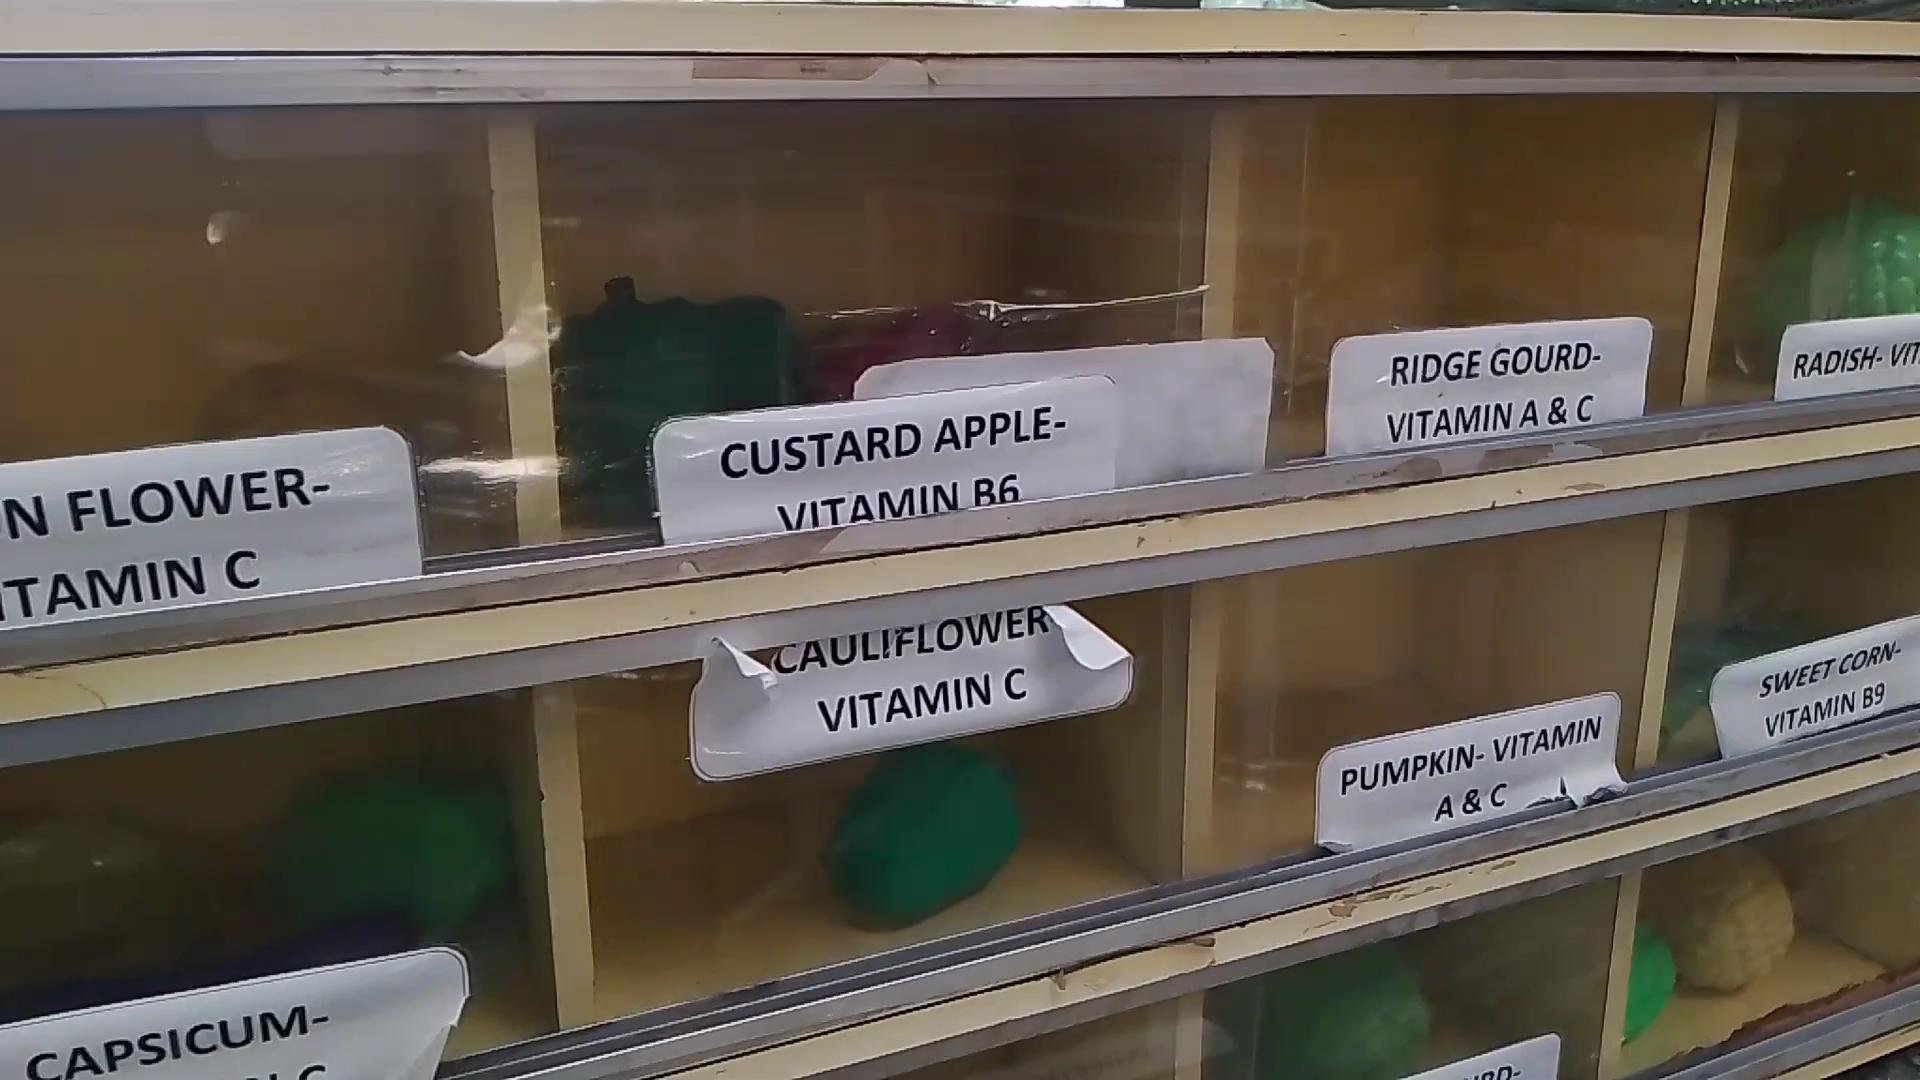 N FLOWER-
TAMIN C
CUSTARD APPLE-
VITAMIN B6
RIDGE GOURD-
VITAMIN A & C
RADISH- VIT
CAULIFLOWER
VITAMIN C
PUMPKIN- VITAMIN
A & C
SWEET CORN-
VITAMIN B9
CAPSICUM-
C